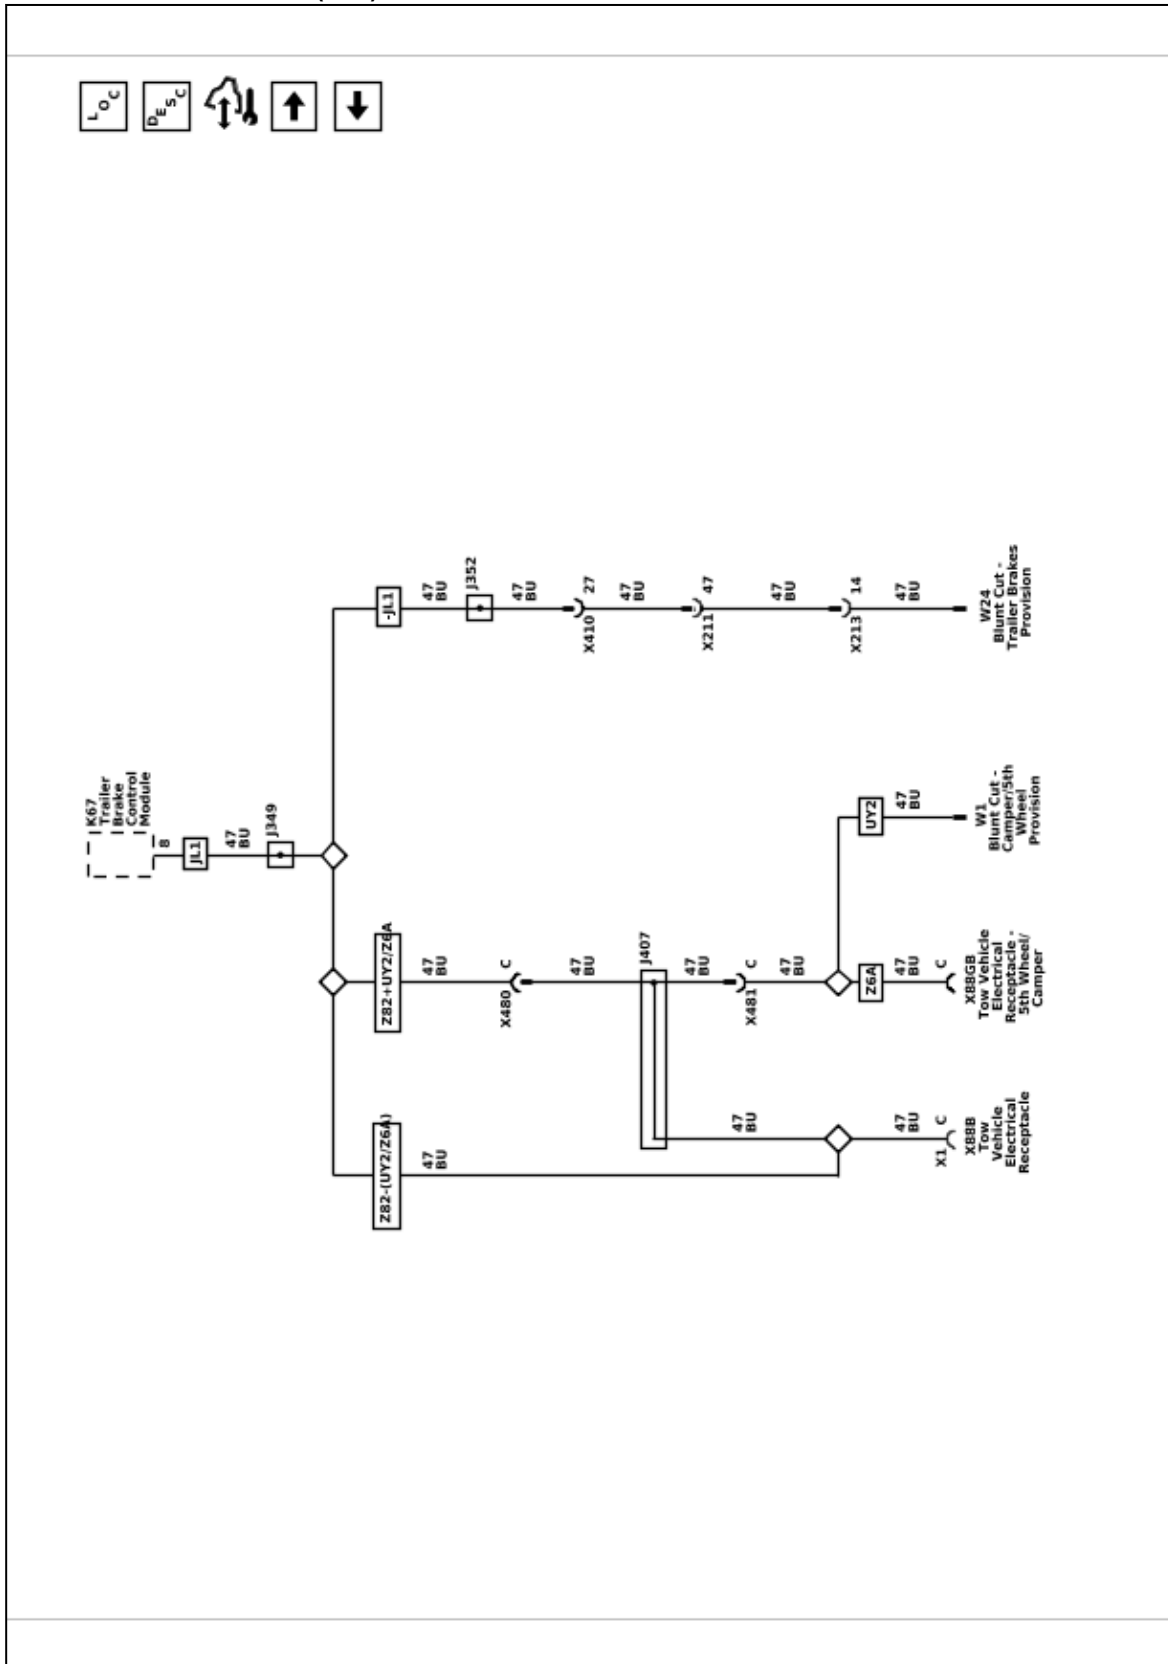 LOC
DESC
K67
Trailer
Brake
Control
Module
8
JL1
47
BU
J349
-JL1
47
BU
J352
47
BU
X410
27
47
BU
X211
47
47
BU
X213
14
47
BU
W24
Blunt Cut -
Trailer Brakes
Provision
Z82+UY2/Z6A
47
BU
X480
C
47
BU
J407
47
BU
X481
C
47
BU
UY2
47
BU
W1
Blunt Cut -
Camper/5th
Wheel
Provision
Z6A
47
BU
C
X88GB
Tow Vehicle
Electrical
Receptacle -
5th Wheel/
Camper
Z82-(UY2/Z6A)
47
BU
47
BU
47
BU
X1
C
X88B
Tow
Vehicle
Electrical
Receptacle